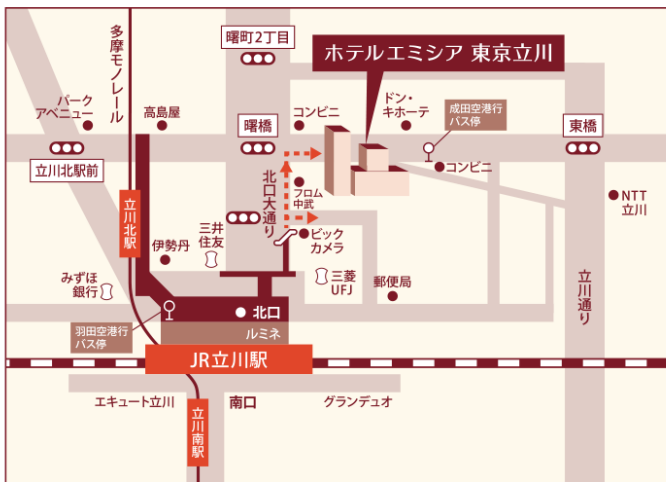 多摩モノレール
曙町2丁目
ホテルエミシア 東京立川
パーク
アベニュー
高島屋
曙橋
コンビニ
ドン・
キホーテ
成田空港行
バス停
東橋
立川北駅前
コンビニ
北口大通り
フロム
中武
NTT
立川
立川北駅
三井
住友
ビック
カメラ
伊勢丹
みずほ
銀行
三菱
UFJ
郵便局
立川通り
羽田空港行
バス停
北口
ルミネ
JR立川駅
エキュート立川
南口
グランデュオ
立川南駅